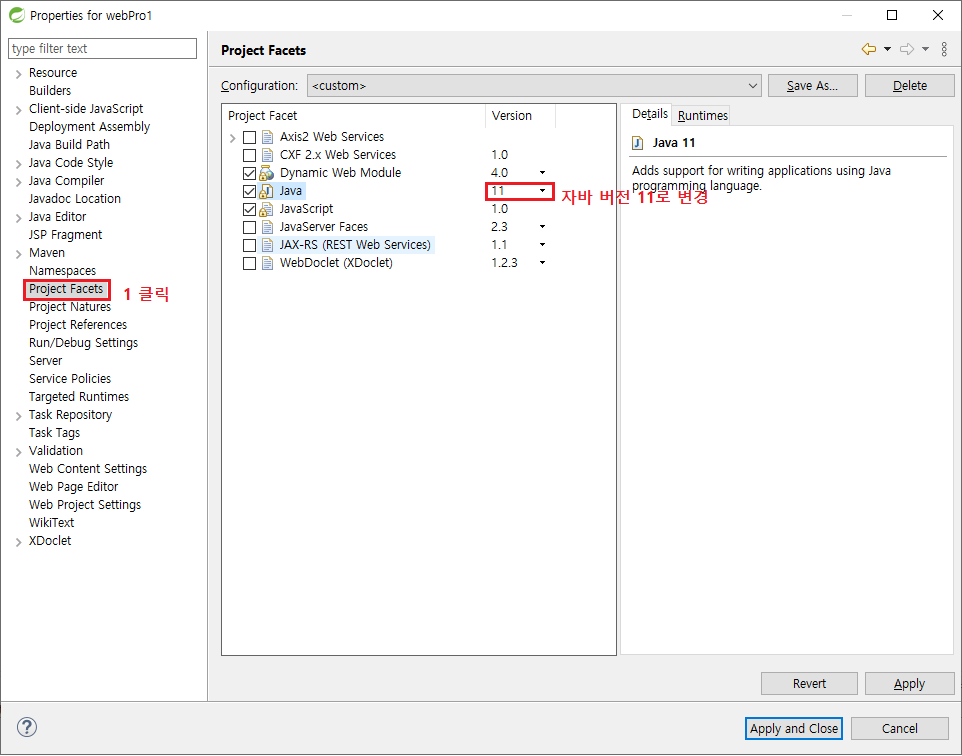 Properties for webPro1
type filter text
Resource
Builders
Client-side JavaScript
Deployment Assembly
Java Build Path
Java Code Style
Java Compiler
Javadoc Location
Java Editor
JSP Fragment
Maven
Namespaces
Project Facets
1 클릭
Project Natures
Project References
Run/Debug Settings
Server
Service Policies
Targeted Runtimes
Task Repository
Task Tags
Validation
Web Content Settings
Web Page Editor
Web Project Settings
WikiText
XDoclet
Project Facets
Configuration: <custom> Save As... Delete
Project Facet Version
Axis2 Web Services
CXF 2.x Web Services 1.0
Dynamic Web Module 4.0
Java 11 자바 버전 11로 변경
JavaScript 1.0
JavaServer Faces 2.3
JAX-RS (REST Web Services) 1.1
WebDoclet (XDoclet) 1.2.3
Details Runtimes
Java 11
Adds support for writing applications using Java
programming language.
Revert Apply
? Apply and Close Cancel